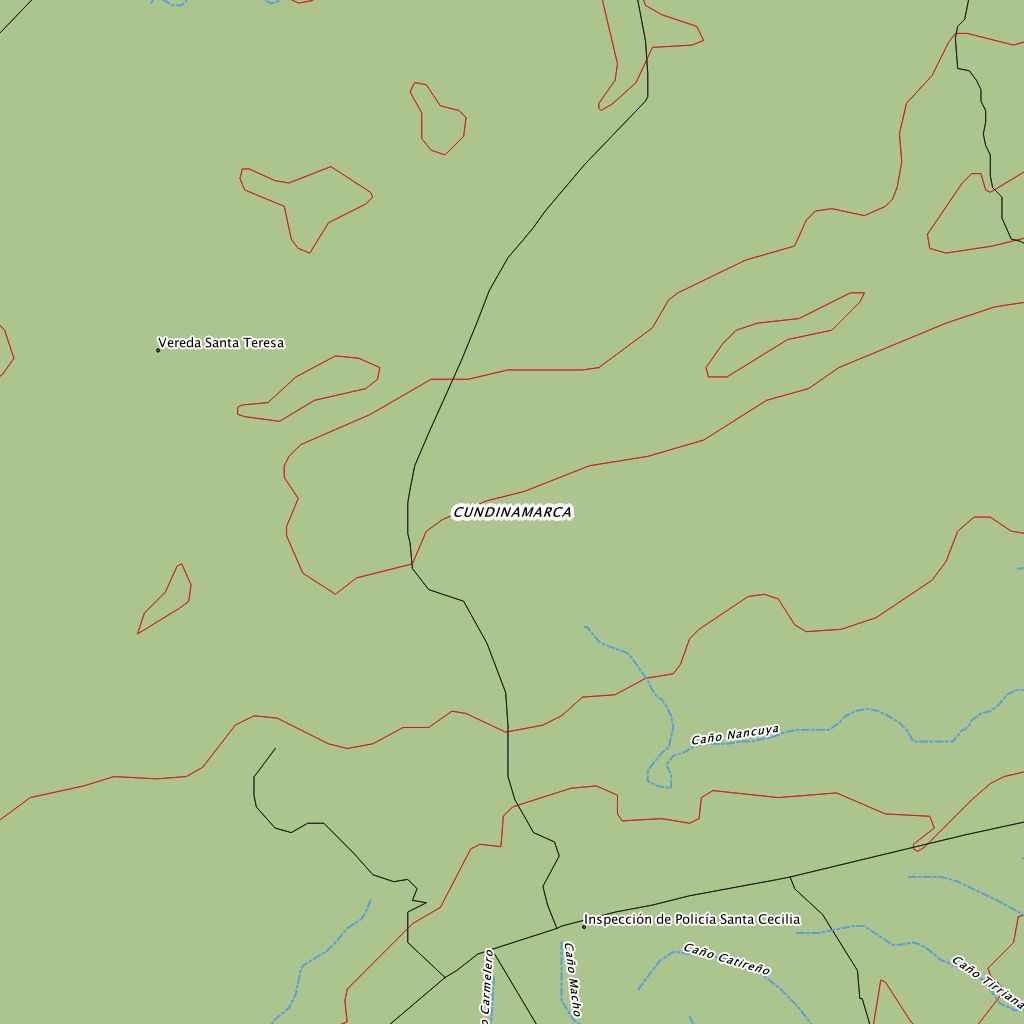 Vereda Santa Teresa
CUNDINAMARCA
Caño Nancuya
Inspección de Policía Santa Cecilia
Caño Catireño
Caño Macho
o Carmelero
Caño Tirriana